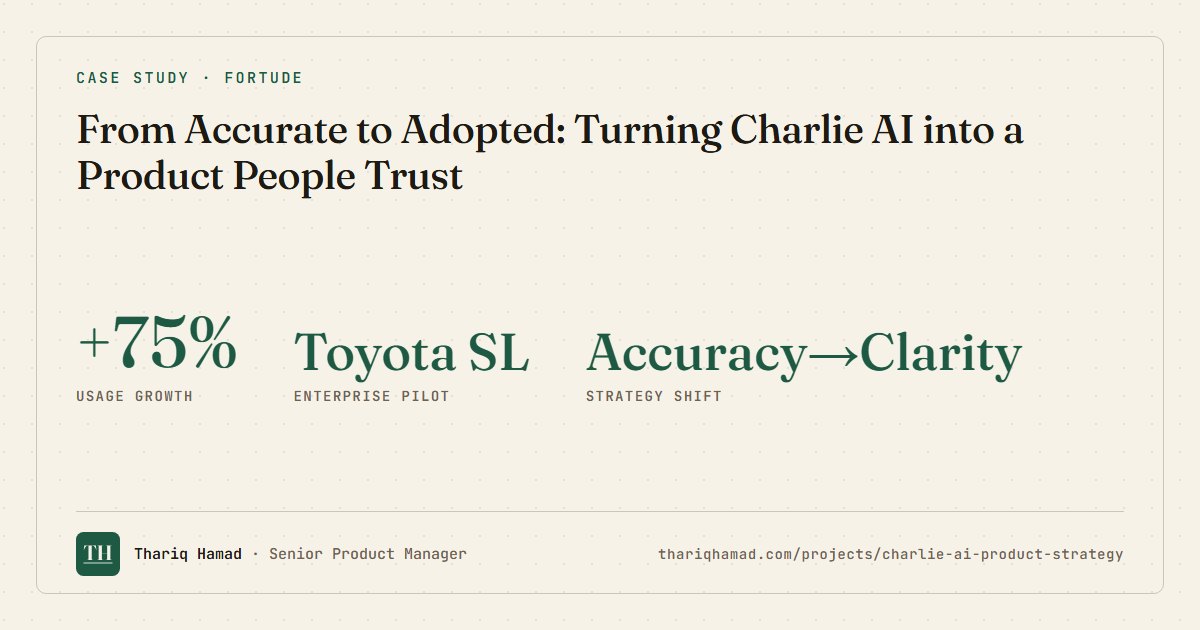 CASE STUDY · FORTUDE
From Accurate to Adopted: Turning Charlie AI into a
Product People Trust
+75%
USAGE GROWTH
Toyota SL
ENTERPRISE PILOT
Accuracy→Clarity
STRATEGY SHIFT
TH
Thariq Hamad · Senior Product Manager
thariqhamad.com/projects/charlie-ai-product-strategy